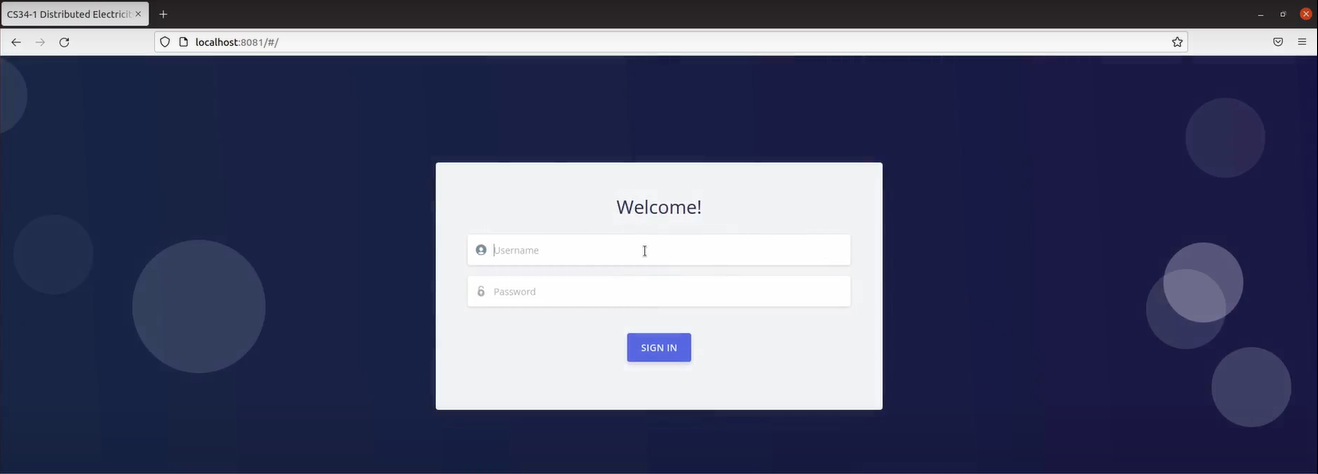 CS34-1 Distributed Electricit
localhost:8081/#/
Welcome!
Username
Password
SIGN IN